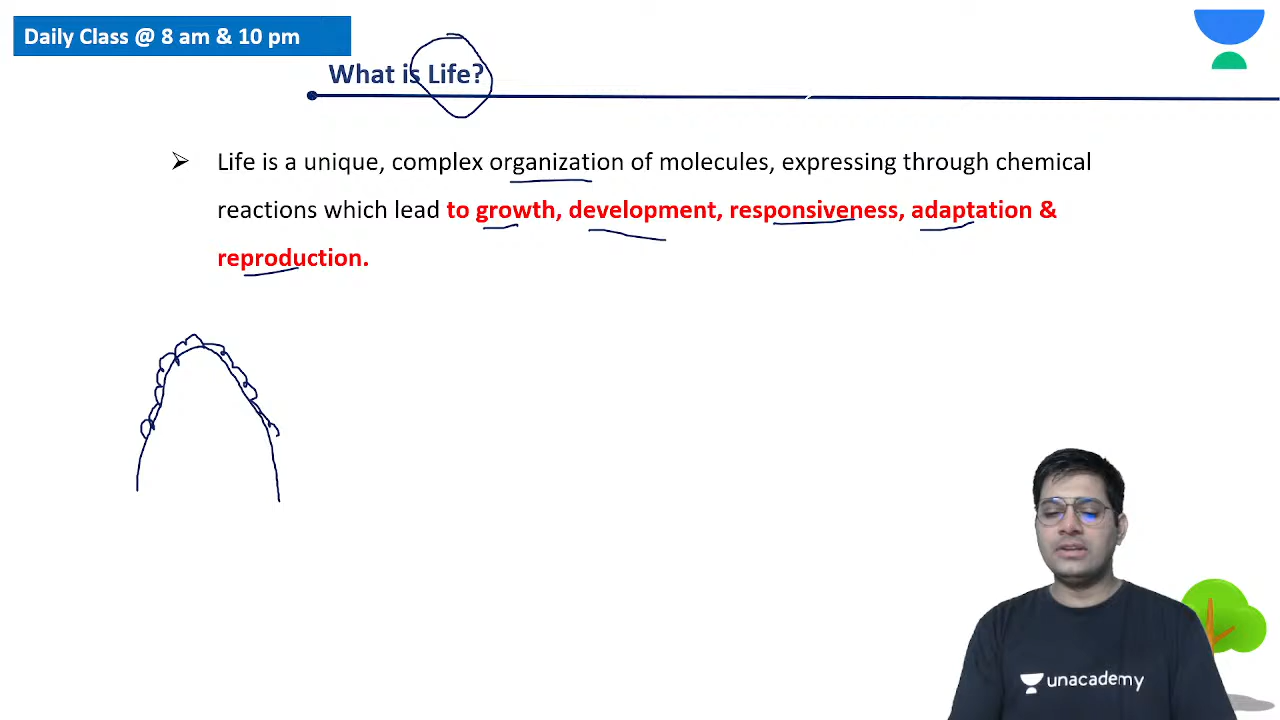 Daily Class @ 8 am & 10 pm
What is Life?
Life is a unique, complex organization of molecules, expressing through chemical
reactions which lead to growth, development, responsiveness, adaptation &
reproduction.
unacademy